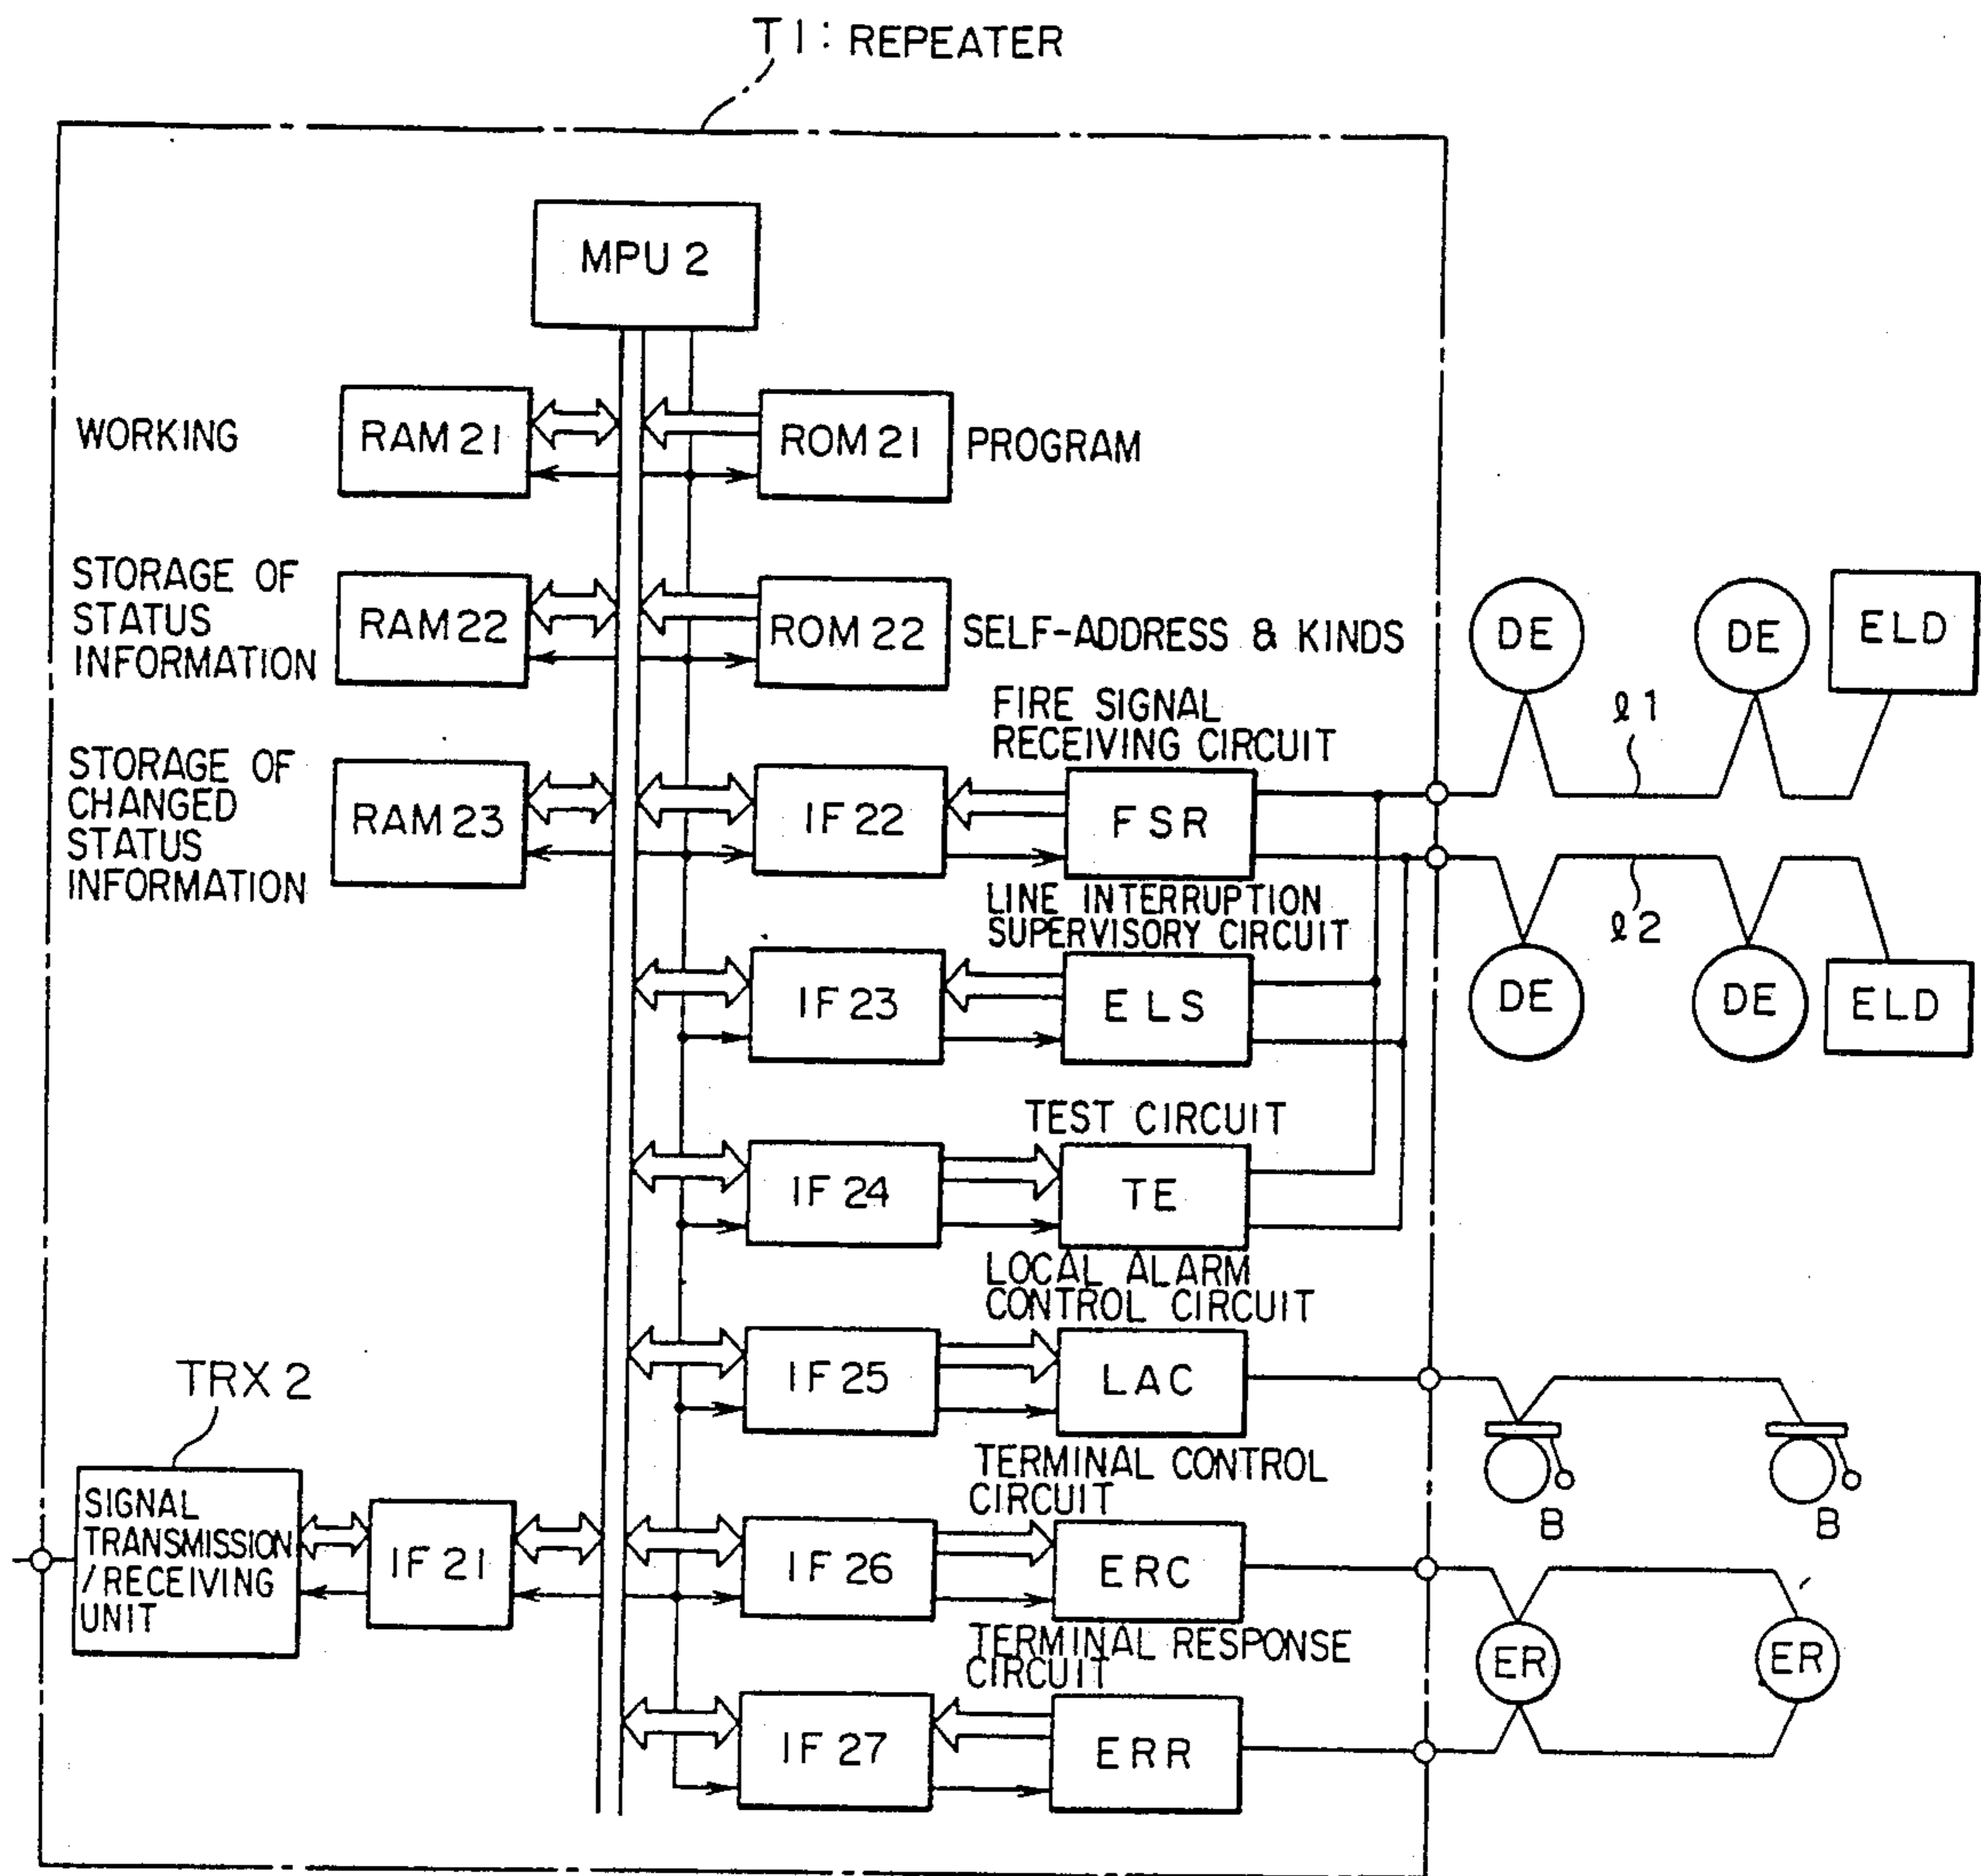 T1: REPEATER
MPU 2
WORKING
RAM 21
ROM 21
PROGRAM
STORAGE OF
STATUS
INFORMATION
RAM 22
ROM 22
SELF-ADDRESS & KINDS
DE
DE
ELD
ℓ1
FIRE SIGNAL
RECEIVING CIRCUIT
STORAGE OF
CHANGED
STATUS
INFORMATION
RAM 23
IF 22
FSR
LINE INTERRUPTION
SUPERVISORY CIRCUIT
ℓ2
IF 23
ELS
DE
DE
ELD
TEST CIRCUIT
IF 24
TE
LOCAL ALARM
CONTROL CIRCUIT
IF 25
LAC
B
B
TRX 2
SIGNAL
TRANSMISSION
/RECEIVING
UNIT
IF 21
TERMINAL CONTROL
CIRCUIT
IF 26
ERC
TERMINAL RESPONSE
CIRCUIT
ER
ER
IF 27
ERR